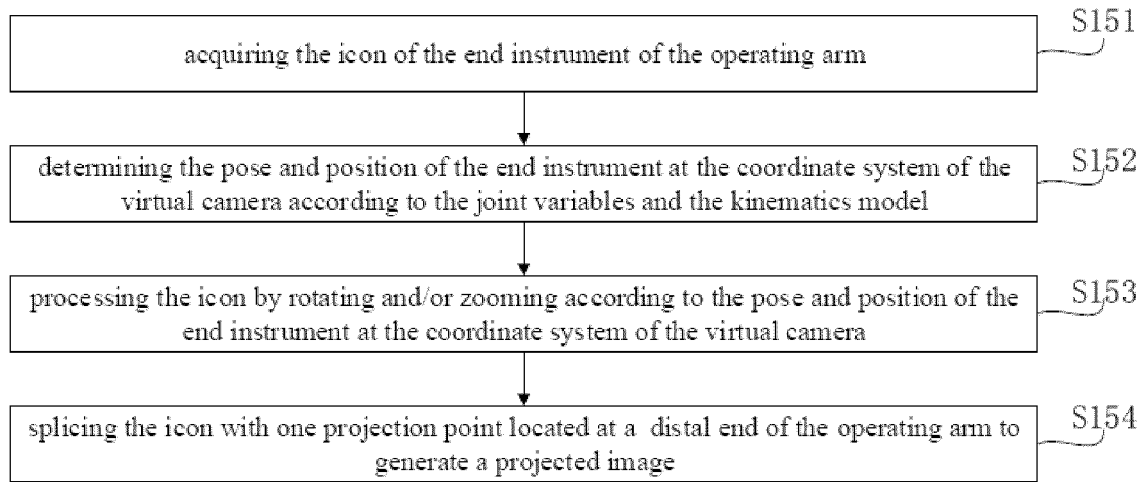 S151
acquiring the icon of the end instrument of the operating arm
S152
determining the pose and position of the end instrument at the coordinate system of the
virtual camera according to the joint variables and the kinematics model
S153
processing the icon by rotating and/or zooming according to the pose and position of the
end instrument at the coordinate system of the virtual camera
S154
splicing the icon with one projection point located at a distal end of the operating arm to
generate a projected image